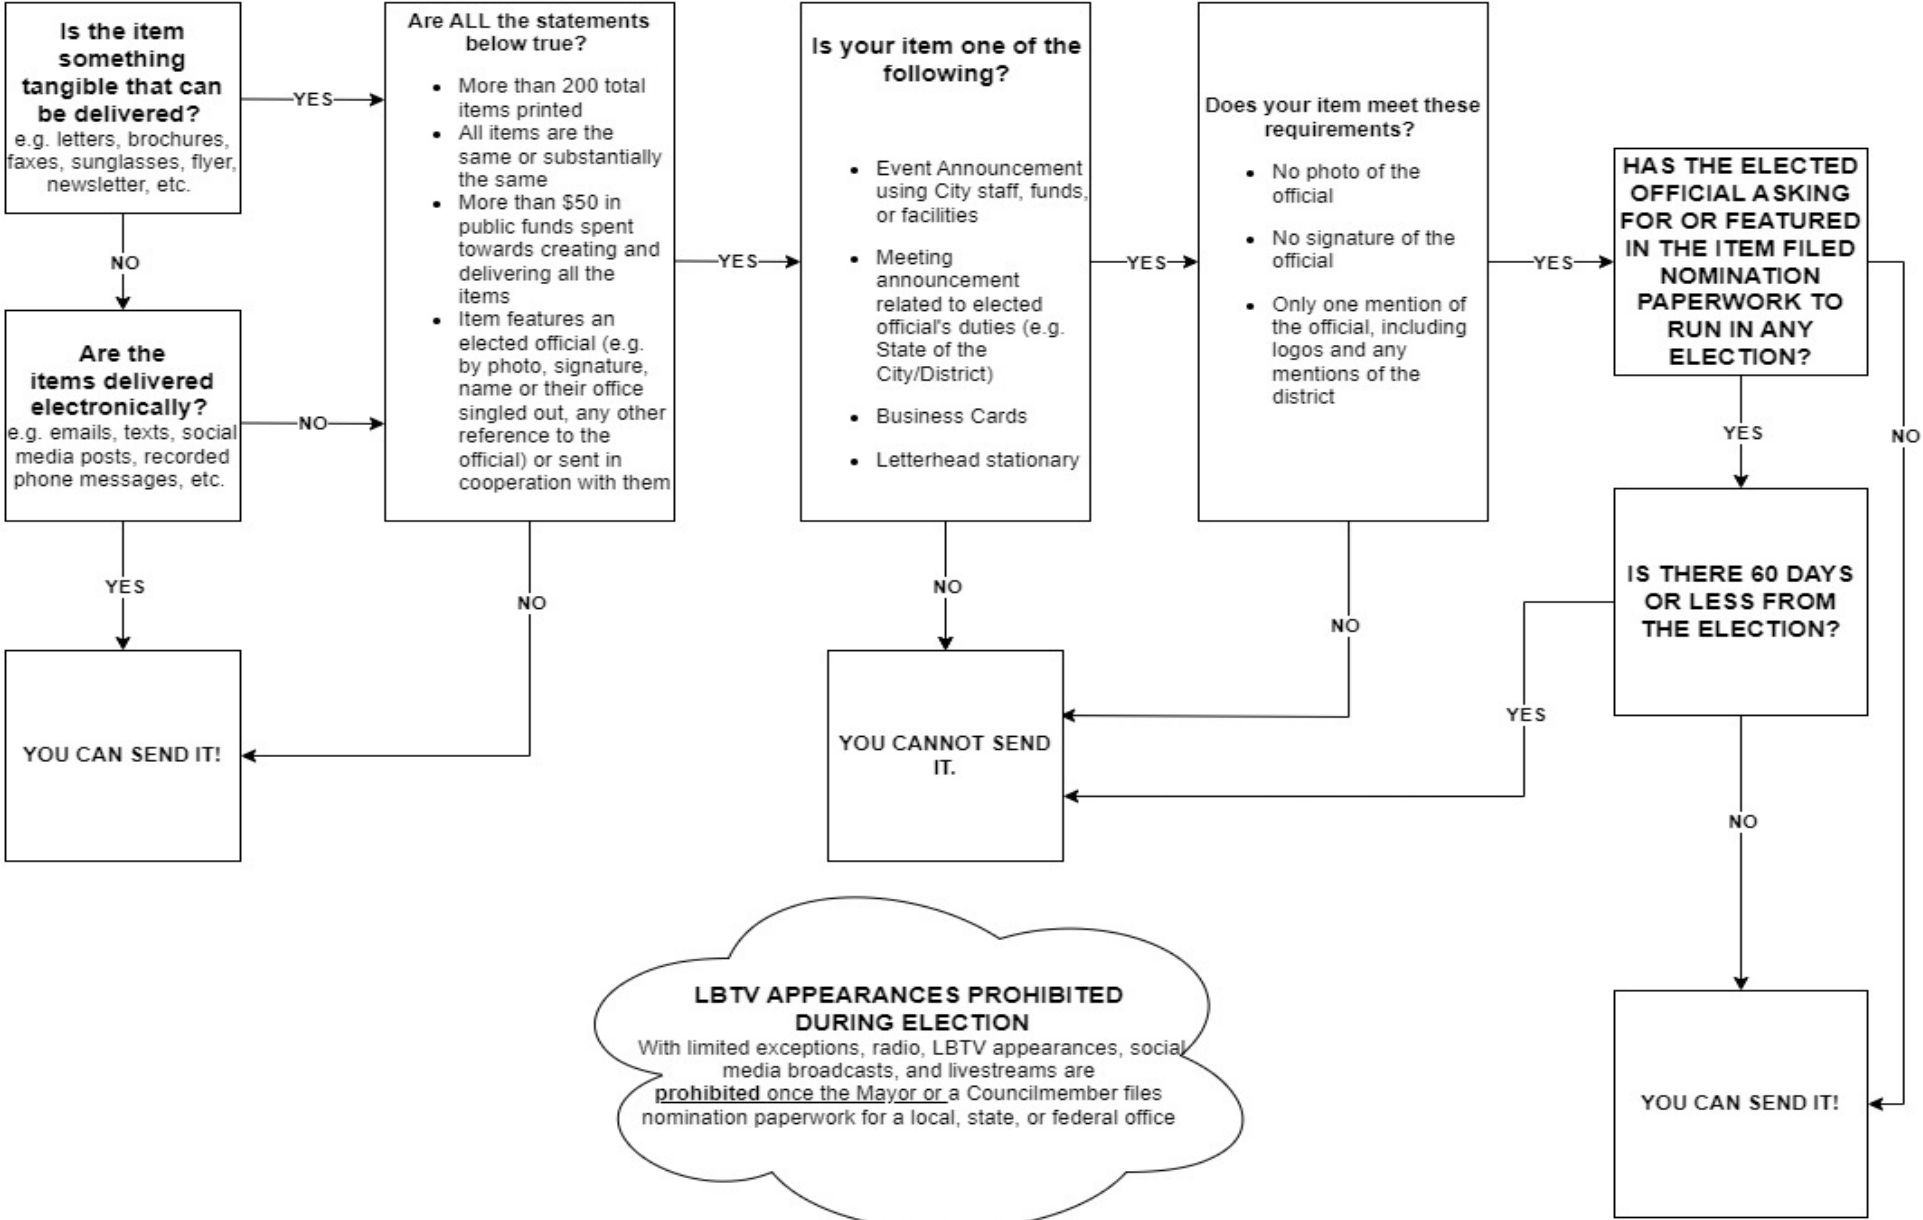 Is the item
something
tangible that can
be delivered?
e.g. letters, brochures,
faxes, sunglasses, flyer,
newsletter, etc.
YES
NO
Are the
items delivered
electronically?
e.g. emails, texts, social
media posts, recorded
phone messages, etc.
NO
YES
YOU CAN SEND IT!
Are ALL the statements
below true?
• More than 200 total
items printed
• All items are the
same or substantially
the same
• More than $50 in
public funds spent
towards creating and
delivering all the
items
• Item features an
elected official (e.g.
by photo, signature,
name or their office
singled out, any other
reference to the
official) or sent in
cooperation with them
YES
NO
Is your item one of the
following?
• Event Announcement
using City staff, funds,
or facilities
• Meeting
announcement
related to elected
official's duties (e.g.
State of the
City/District)
• Business Cards
• Letterhead stationary
YES
NO
YOU CANNOT SEND
IT.
Does your item meet these
requirements?
• No photo of the
official
• No signature of the
official
• Only one mention of
the official, including
logos and any
mentions of the
district
YES
NO
HAS THE ELECTED
OFFICIAL ASKING
FOR OR FEATURED
IN THE ITEM FILED
NOMINATION
PAPERWORK TO
RUN IN ANY
ELECTION?
YES
NO
IS THERE 60 DAYS
OR LESS FROM
THE ELECTION?
YES
NO
YOU CAN SEND IT!
LBTV APPEARANCES PROHIBITED
DURING ELECTION
With limited exceptions, radio, LBTV appearances, social
media broadcasts, and livestreams are
prohibited once the Mayor or a Councilmember files
nomination paperwork for a local, state, or federal office